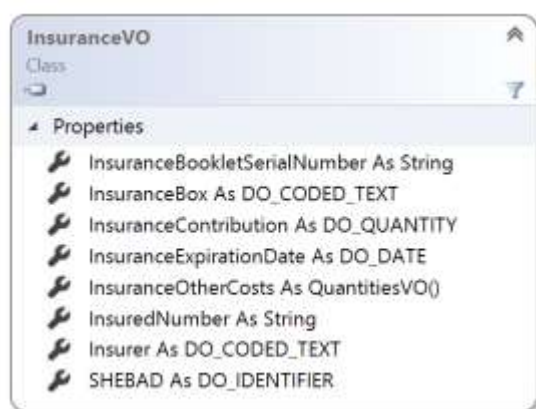 InsuranceVO
Class
Properties
InsuranceBookletSerialNumber As String
InsuranceBox As DO_CODED_TEXT
InsuranceContribution As DO_QUANTITY
InsuranceExpirationDate As DO_DATE
InsuranceOtherCosts As QuantitiesVO()
InsuredNumber As String
Insurer As DO_CODED_TEXT
SHEBAD As DO_IDENTIFIER